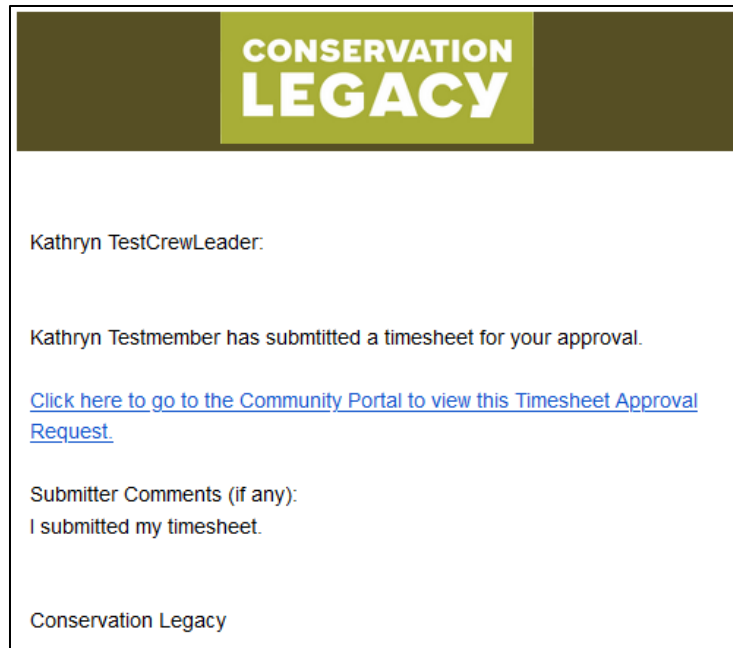 CONSERVATION
LEGACY
Kathryn TestCrewLeader:
Kathryn Testmember has submtitted a timesheet for your approval.
Click here to go to the Community Portal to view this Timesheet Approval
Request.
Submitter Comments (if any):
I submitted my timesheet.
Conservation Legacy